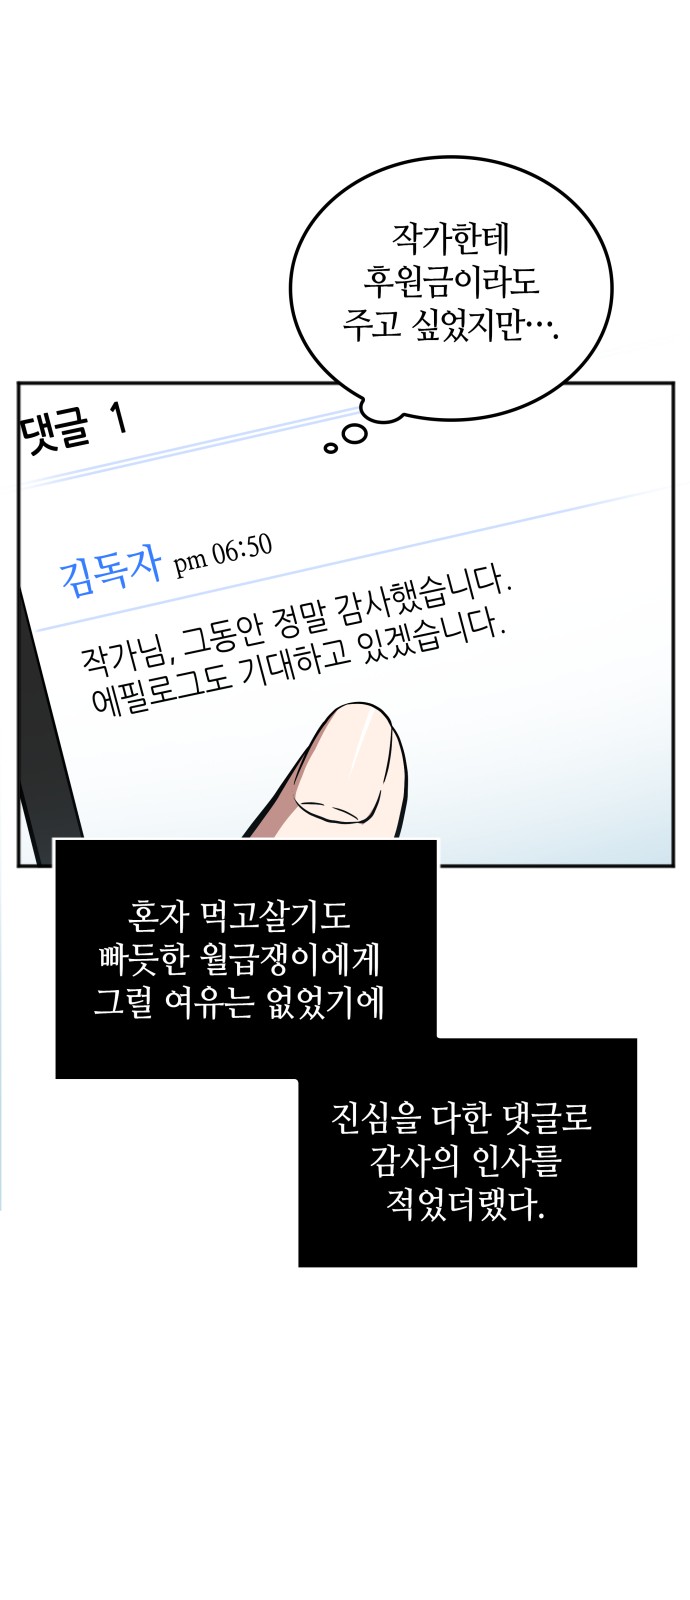 작가한테
후원금이라도
주고 싶었지만….
댓글 1
김독자 pm 06:50
작가님, 그동안 정말 감사했습니다.
에필로그도 기대하고 있겠습니다.
혼자 먹고살기도
빠듯한 월급쟁이에게
그럴 여유는 없었기에
진심을 다한 댓글로
감사의 인사를
적었더랬다.